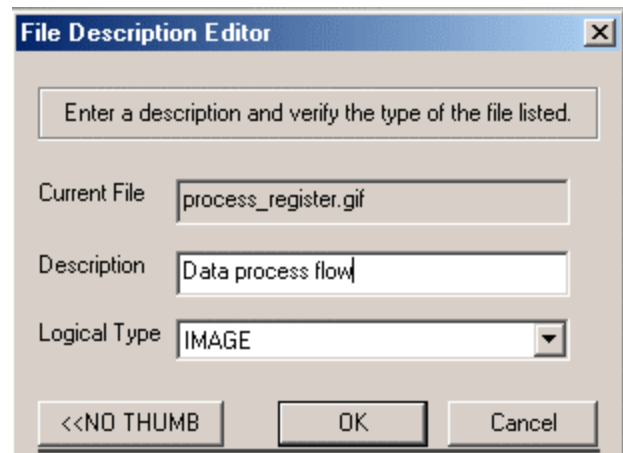 File Description Editor
Enter a description and verify the type of the file listed.
Current File
process_register.gif
Description
Data process flow
Logical Type
IMAGE
<<NO THUMB
OK
Cancel